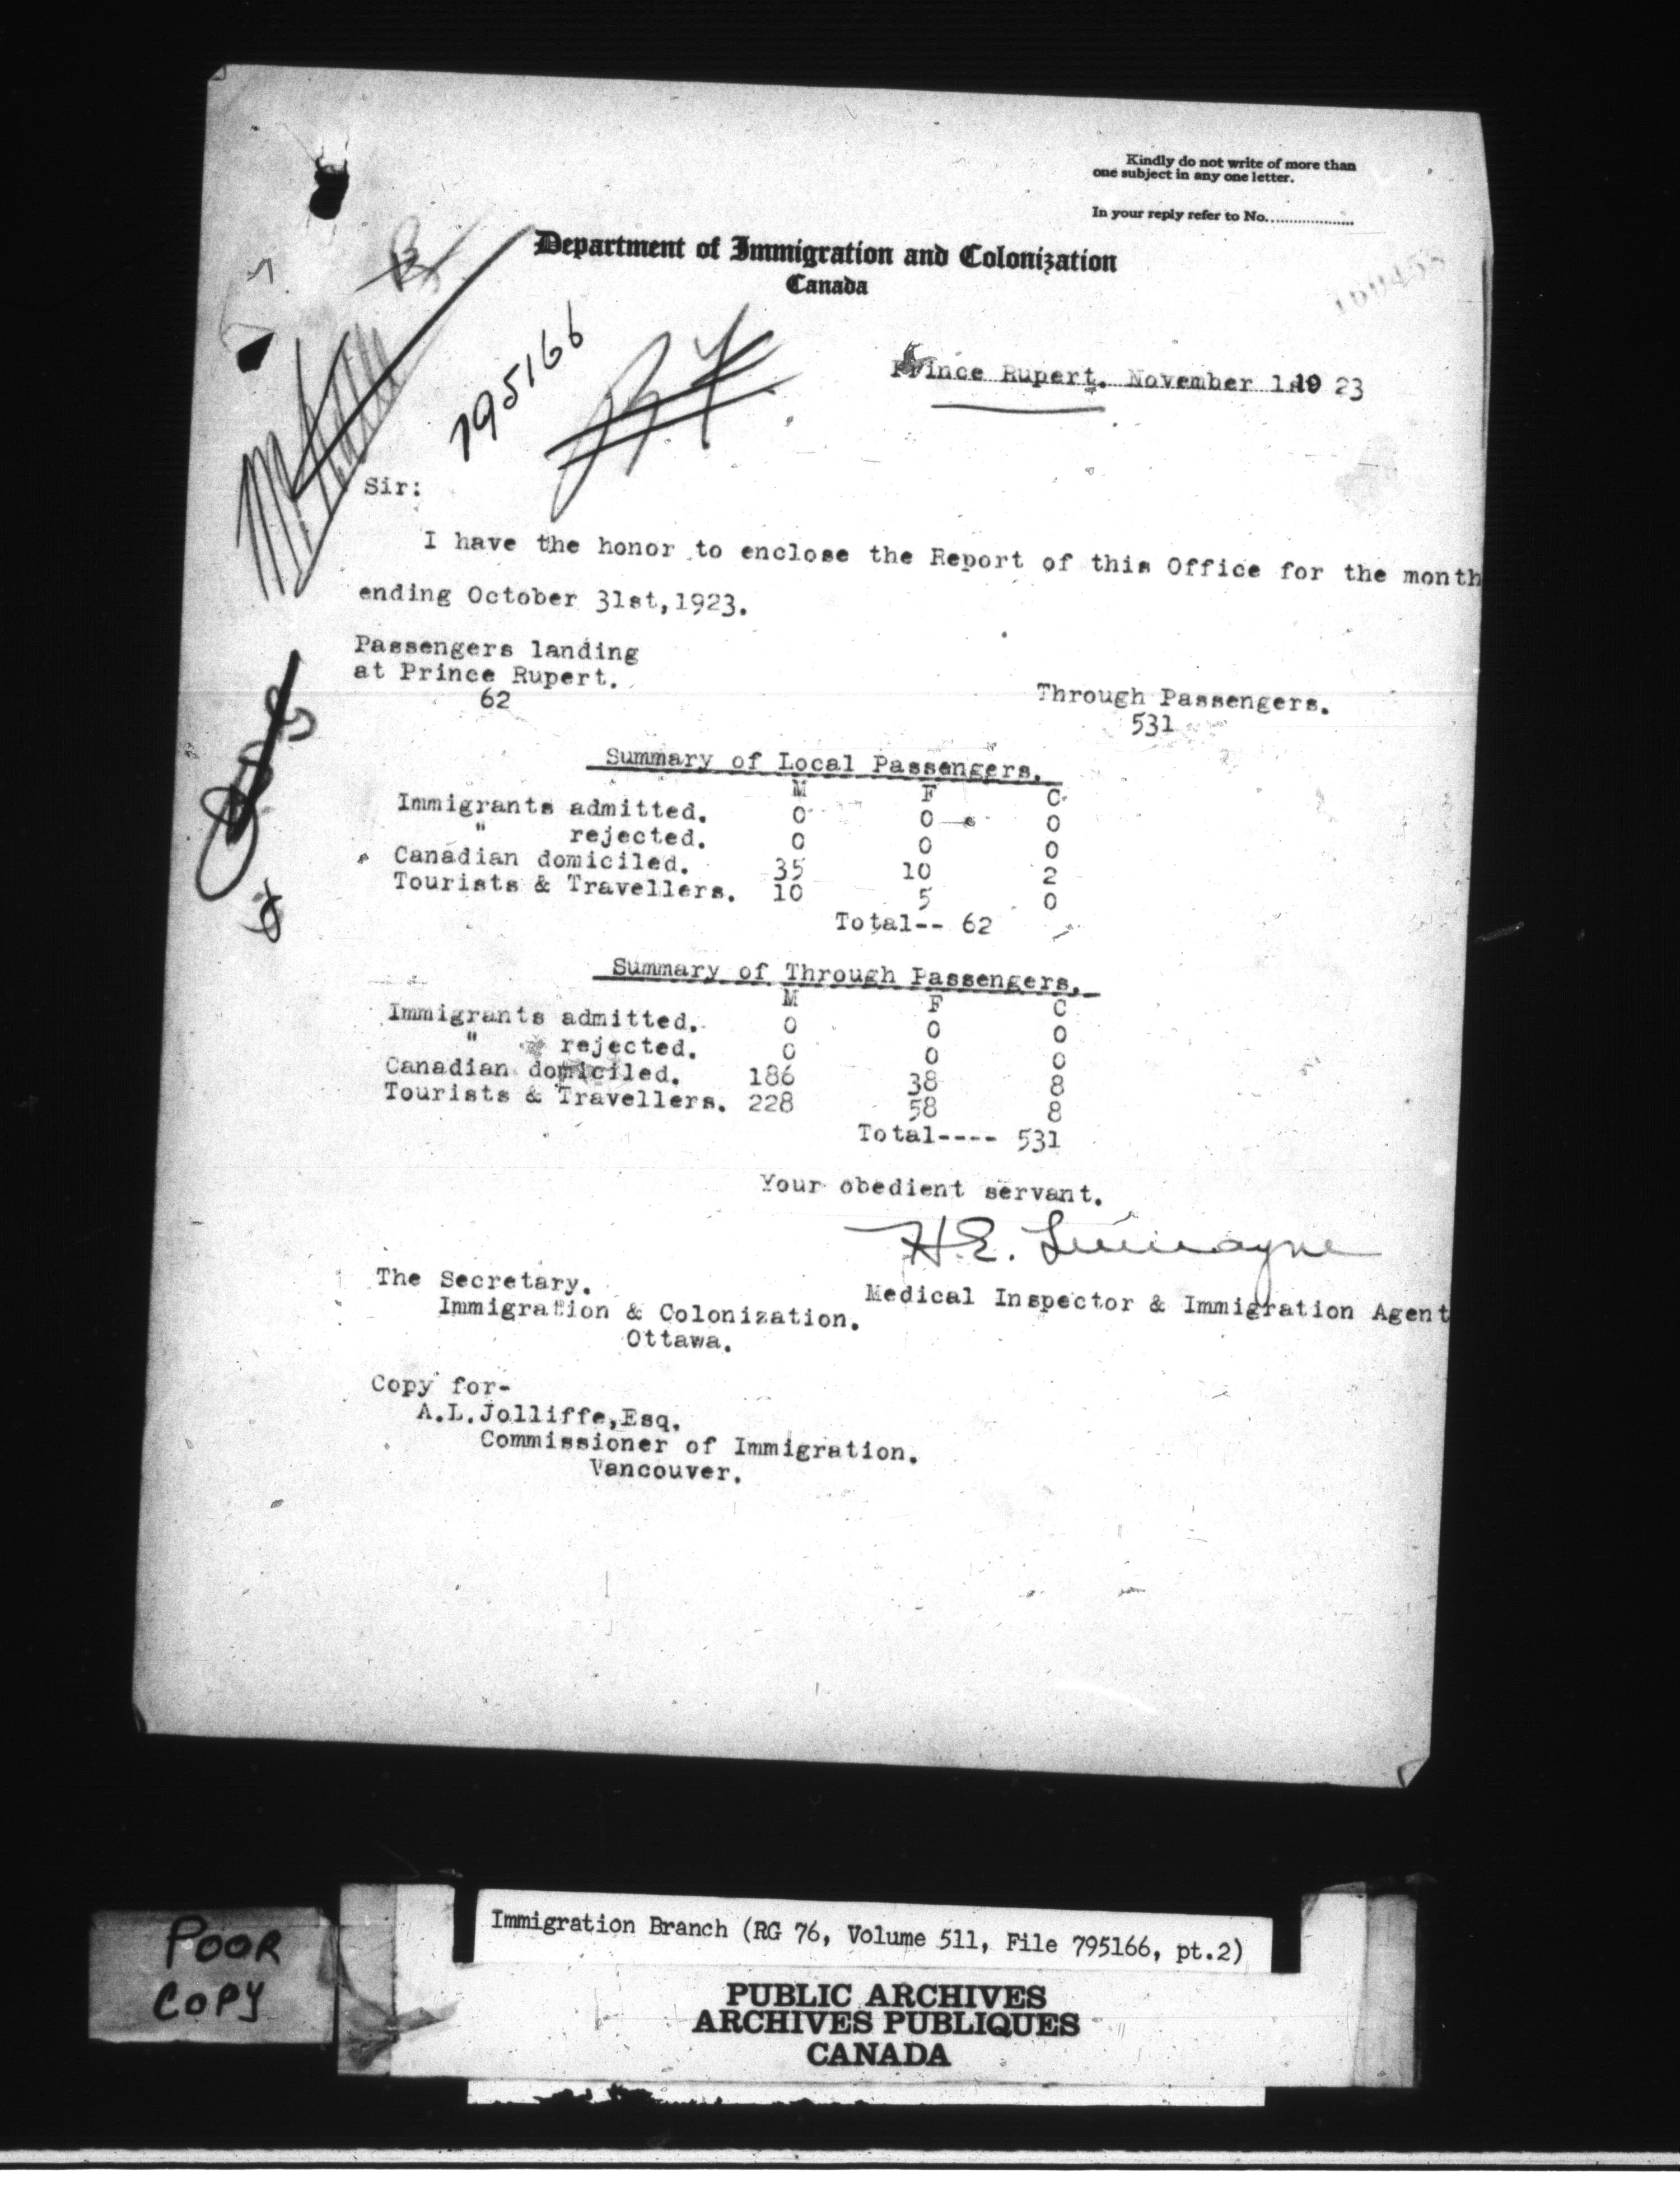 Kindly do not write of more than
one subject in any one letter.
In your reply refer to No....................
Department of Immigration and Colonization
Canada
795166
Prince Rupert. November 1 19 23
Sir:
I have the honor to enclose the Report of this Office for the month
ending October 31st,1923.
Passengers landing
at Prince Rupert.
62
Through Passengers.
531
Summary of Local Passengers.
M F C
Immigrants admitted. 0 0 0
" rejected. 0 0 0
Canadian domiciled. 35 10 2
Tourists & Travellers. 10 5 0
Total-- 62
Summary of Through Passengers.
M F C
Immigrants admitted. 0 0 0
" rejected. 0 0 0
Canadian domiciled. 186 38 8
Tourists & Travellers. 228 58 8
Total---- 531
Your obedient servant.
H.E.
Medical Inspector & Immigration Agent
The Secretary.
Immigration & Colonization.
Ottawa.
Copy for-
A.L.Jolliffe,Esq.
Commissioner of Immigration.
Vancouver.
POOR
COPY
Immigration Branch (RG 76, Volume 511, File 795166, pt.2)
PUBLIC ARCHIVES
ARCHIVES PUBLIQUES
CANADA